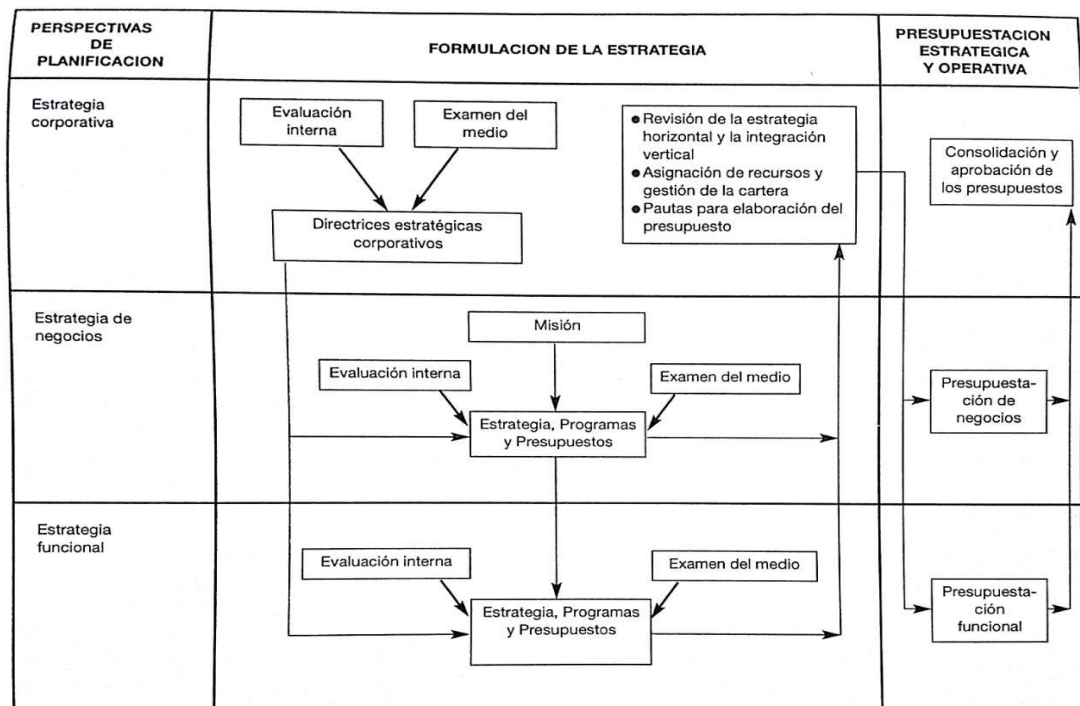 PERSPECTIVAS
DE
PLANIFICACION
FORMULACION DE LA ESTRATEGIA
PRESUPUESTACION
ESTRATEGICA
Y OPERATIVA
Estrategia
corporativa
Evaluación
interna
Examen del
medio
Directrices estratégicas
corporativos
● Revisión de la estrategia
horizontal y la integración
vertical
● Asignación de recursos y
gestión de la cartera
● Pautas para elaboración del
presupuesto
Consolidación y
aprobación de
los presupuestos
Estrategia de
negocios
Misión
Evaluación interna
Examen del medio
Estrategia, Programas
y Presupuestos
Presupuesta-
ción de
negocios
Estrategia
funcional
Evaluación interna
Examen del medio
Estrategia, Programas
y Presupuestos
Presupuesta-
ción
funcional